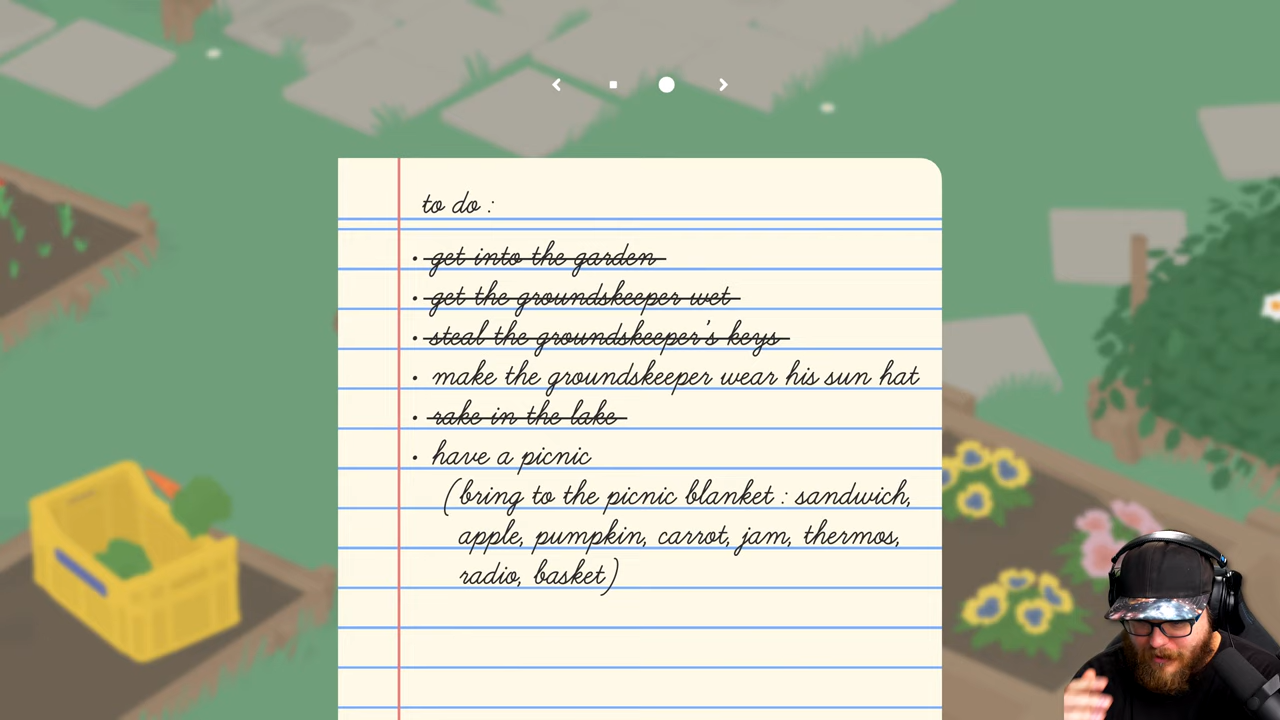 to do :
• get into the garden
• get the groundskeeper wet
• steal the groundskeeper's keys
• make the groundskeeper wear his sun hat
• rake in the lake
• have a picnic
(bring to the picnic blanket : sandwich,
apple, pumpkin, carrot, jam, thermos,
radio, basket)